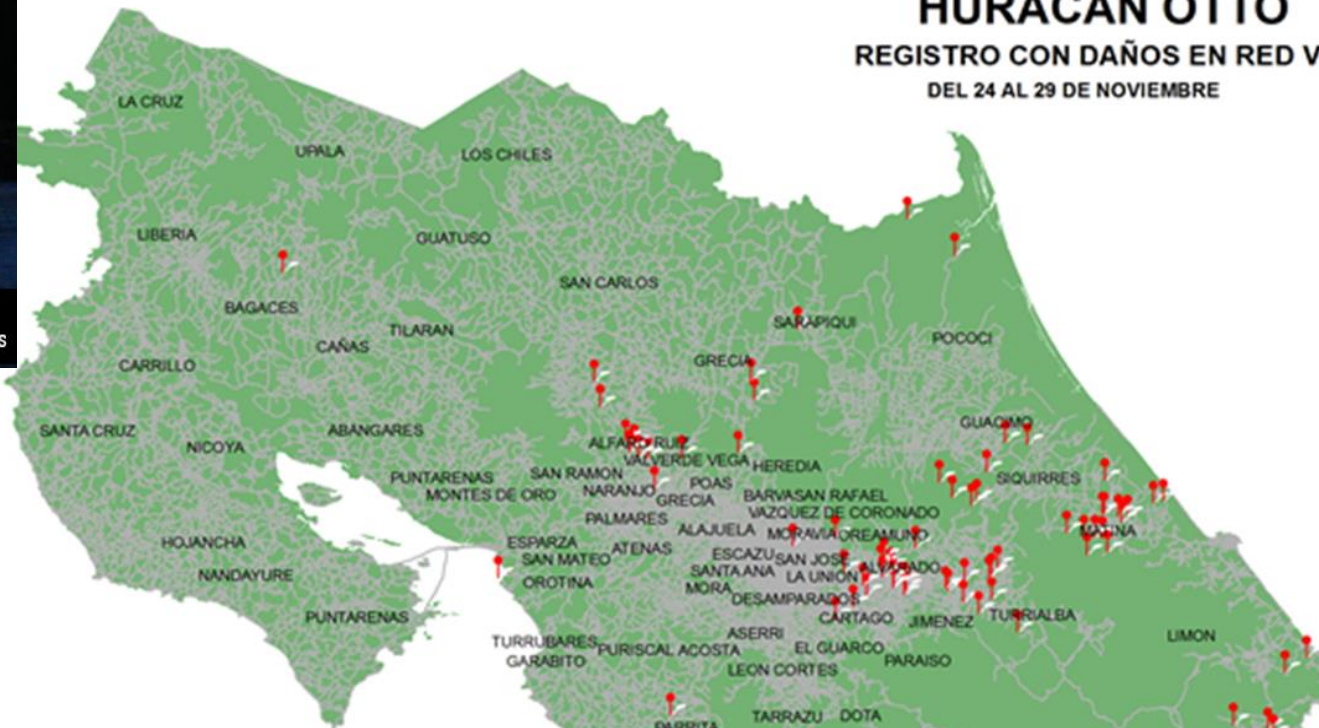 HURACÁN OTTO
REGISTRO CON DAÑOS EN RED V
DEL 24 AL 29 DE NOVIEMBRE
s
LA CRUZ
UPALA
LOS CHILES
LIBERIA
GUATUSO
SAN CARLOS
BAGACES
TILARAN
SARAPIQUI
CAÑAS
POCOCI
CARRILLO
GRECIA
SANTA CRUZ
NICOYA
ABANGARES
GUACIMO
ALFARO RUIZ
VALVERDE VEGA
HEREDIA
PUNTARENAS
SAN RAMON
POAS
SIQUIRRES
MONTES DE ORO
NARANJO
GRECIA
BARVA SAN RAFAEL
VAZQUEZ DE CORONADO
PALMARES
ALAJUELA
MORAVIA
OREAMUNO
MATINA
HOJANCHA
ESPARZA
ATENAS
ESCAZU
SAN JOSE
SAN MATEO
SANTA ANA
LA UNION
ALVARADO
NANDAYURE
OROTINA
MORA
DESAMPARADOS
PUNTARENAS
CARTAGO
JIMENEZ
TURRIALBA
ASERRI
LIMON
TURRUBARES
PURISCAL
ACOSTA
EL GUARCO
GARABITO
LEON CORTES
PARAISO
PARRITA
TARRAZU
DOTA